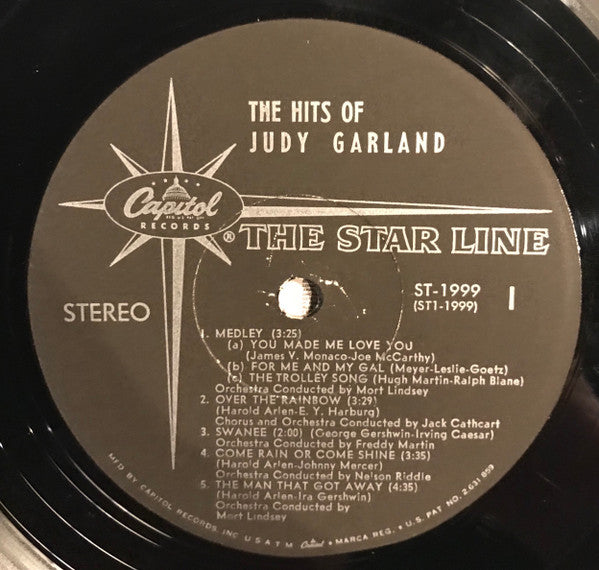 THE HITS OF
JUDY GARLAND
Capitol
RECORDS
®
THE STAR LINE
STEREO
ST-1999
(ST1-1999)
1
1. MEDLEY (3:25)
(a) YOU MADE ME LOVE YOU
(James V. Monaco-Joe McCarthy)
(b) FOR ME AND MY GAL (Meyer-Leslie-Goetz)
(c) THE TROLLEY SONG (Hugh Martin-Ralph Blane)
Orchestra Conducted by Mort Lindsey
2. OVER THE RAINBOW (3:29)
(Harold Arlen-E. Y. Harburg)
Chorus and Orchestra Conducted by Jack Cathcart
3. SWANEE (2:00) (George Gershwin-Irving Caesar)
Orchestra Conducted by Freddy Martin
4. COME RAIN OR COME SHINE (3:35)
(Harold Arlen-Johnny Mercer)
Orchestra Conducted by Nelson Riddle
5. THE MAN THAT GOT AWAY (4:35)
(Harold Arlen-Ira Gershwin)
Orchestra Conducted by
Mort Lindsey
MFD. BY CAPITOL RECORDS, INC. U.S.A. T.M. Capitol • MARCA REG. • U.S. PAT. NO. 2,631,859